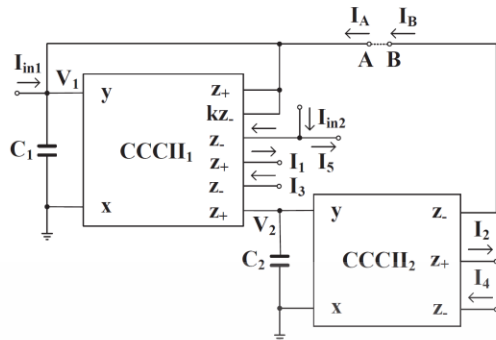 I_A I_B
A B
I_in1 V_1
y z+
kz-
C_1 CCCII_1 z- I_in2
I_5
z+ I_1
z- I_3
x z+ V_2
y z- I_2
C_2 CCCII_2 z+
I_4
x z-